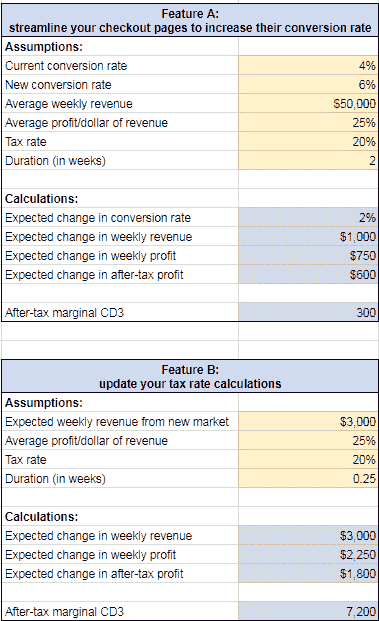 Feature A:
streamline your checkout pages to increase their conversion rate
Assumptions:
Current conversion rate 4%
New conversion rate 6%
Average weekly revenue $50,000
Average profit/dollar of revenue 25%
Tax rate 20%
Duration (in weeks) 2
Calculations:
Expected change in conversion rate 2%
Expected change in weekly revenue $1,000
Expected change in weekly profit $750
Expected change in after-tax profit $600
After-tax marginal CD3 300
Feature B:
update your tax rate calculations
Assumptions:
Expected weekly revenue from new market $3,000
Average profit/dollar of revenue 25%
Tax rate 20%
Duration (in weeks) 0.25
Calculations:
Expected change in weekly revenue $3,000
Expected change in weekly profit $2,250
Expected change in after-tax profit $1,800
After-tax marginal CD3 7,200